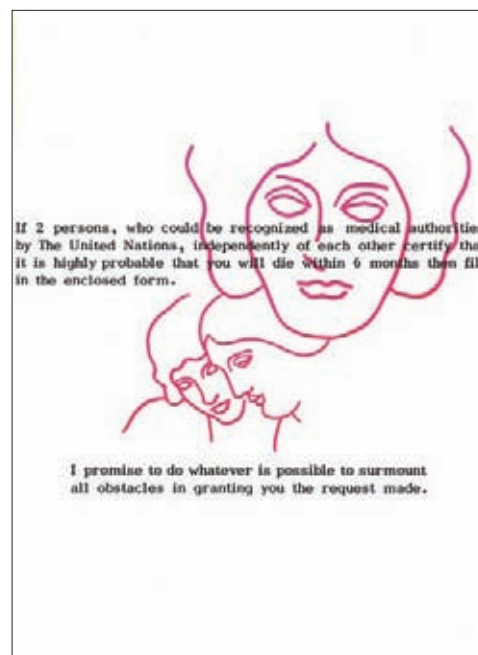 If 2 persons, who could be recognized as medical authoritie
by The United Nations, independently of each other certify tha
it is highly probable that you will die within 6 months then fil
in the enclosed form.
I promise to do whatever is possible to surmount
all obstacles in granting you the request made.